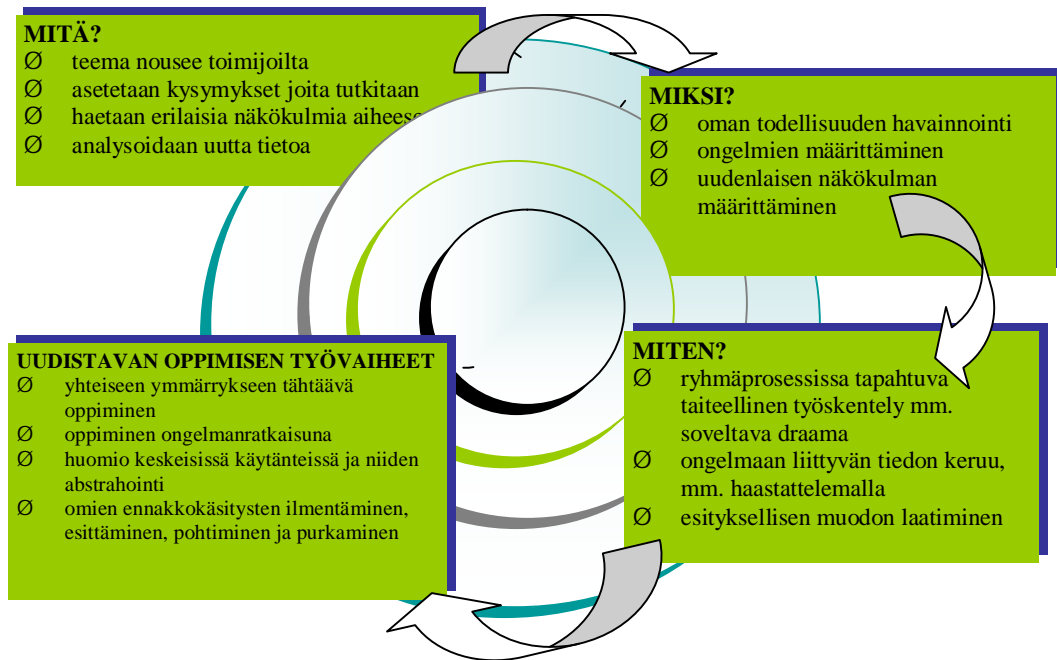 MITÄ?
Ø teema nousee toimijoilta
Ø asetetaan kysymykset joita tutkitaan
Ø haetaan erilaisia näkökulmia aiheese
Ø analysoidaan uutta tietoa
MIKSI?
Ø oman todellisuuden havainnointi
Ø ongelmien määrittäminen
Ø uudenlaisen näkökulman
määrittäminen
MITEN?
Ø ryhmäprosessissa tapahtuva
taiteellinen työskentely mm.
soveltava draama
Ø ongelmaan liittyvän tiedon keruu,
mm. haastattelemalla
Ø esityksellisen muodon laatiminen
UUDISTAVAN OPPIMISEN TYÖVAIHEET
Ø yhteiseen ymmärrykseen tähtäävä
oppiminen
Ø oppiminen ongelmanratkaisuna
Ø huomio keskeisissä käytänteissä ja niiden
abstrahointi
Ø omien ennakkokäsitysten ilmentäminen,
esittäminen, pohtiminen ja purkaminen